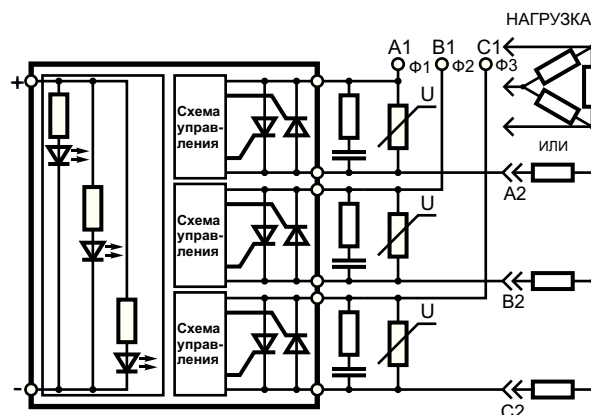 НАГРУЗКА
A1 B1 C1
Ф1 Ф2 Ф3
+
Схема
управ-
ления
U
ИЛИ
A2
Схема
управ-
ления
U
B2
Схема
управ-
ления
U
-
C2